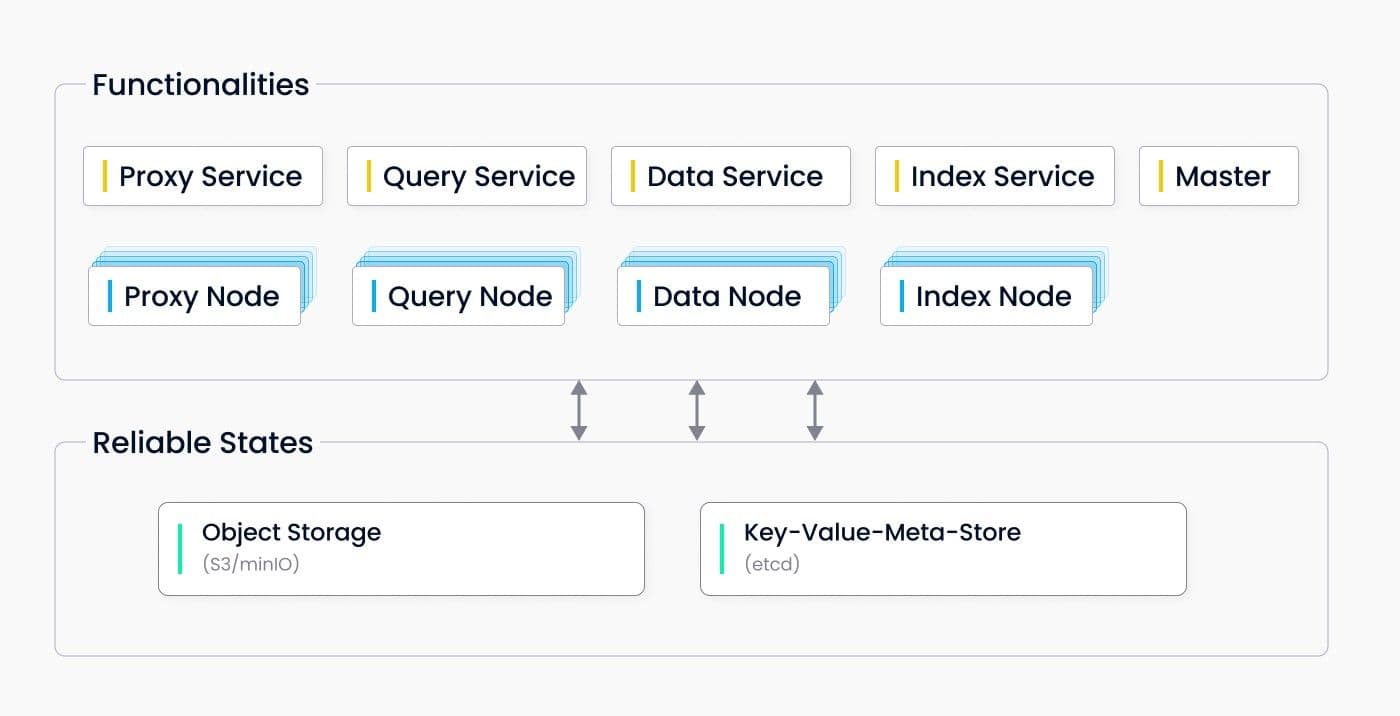 Functionalities
Proxy Service
Query Service
Data Service
Index Service
Master
Proxy Node
Query Node
Data Node
Index Node
Reliable States
Object Storage
(S3/minIO)
Key-Value-Meta-Store
(etcd)